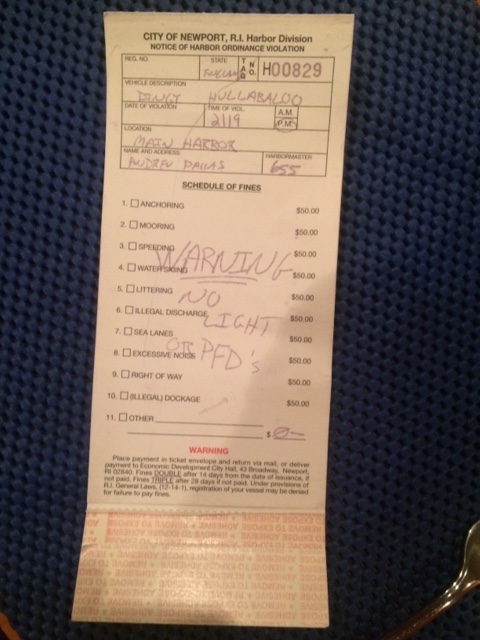 CITY OF NEWPORT, R.I. Harbor Division
NOTICE OF HARBOR ORDINANCE VIOLATION
REG. NO. STATE TAG NO. H00829
VEHICLE DESCRIPTION
DINGY HULLABALOO
DATE OF VIOLATION TIME OF VIOL. A.M.
2119 P.M.
LOCATION
MAIN HARBOR
NAME AND ADDRESS HARBORMASTER
ANDREW 655
SCHEDULE OF FINES
1. ANCHORING $50.00
2. MOORING $50.00
3. SPEEDING $50.00
WARNING
4. WATER SKIING $50.00
5. LITTERING $50.00
NO
6. ILLEGAL DISCHARGE $50.00
LIGHT
7. SEA LANES $50.00
OR PFD's
8. EXCESSIVE NOISE $50.00
9. RIGHT OF WAY $50.00
10. (ILLEGAL) DOCKAGE $50.00
11. OTHER
$ 0—
WARNING
Place payment in ticket envelope and return via mail, or deliver
payment to Economic Development City Hall, 43 Broadway, Newport,
RI 02840. Fines DOUBLE after 14 days from the date of issuance, if
not paid. Fines TRIPLE after 28 days if not paid. Under provisions of
R.I. General Laws, (12-14-1), registration of your vessel may be denied
for failure to pay fines.